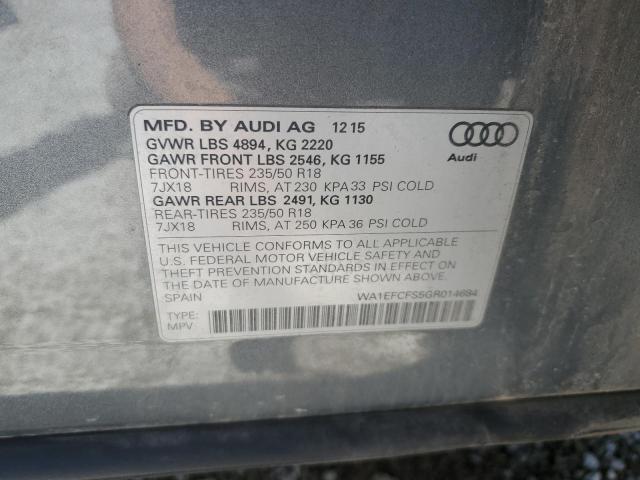 MFD. BY AUDI AG 12 15
GVWR LBS 4894, KG 2220
GAWR FRONT LBS 2546, KG 1155
FRONT-TIRES 235/50 R18
7JX18 RIMS, AT 230 KPA 33 PSI COLD
GAWR REAR LBS 2491, KG 1130
REAR-TIRES 235/50 R18
7JX18 RIMS, AT 250 KPA 36 PSI COLD
Audi
THIS VEHICLE CONFORMS TO ALL APPLICABLE
U.S. FEDERAL MOTOR VEHICLE SAFETY AND
THEFT PREVENTION STANDARDS IN EFFECT ON
THE DATE OF MANUFACTURE SHOWN ABOVE.
SPAIN WA1EFCFS5GR014684
TYPE:
MPV